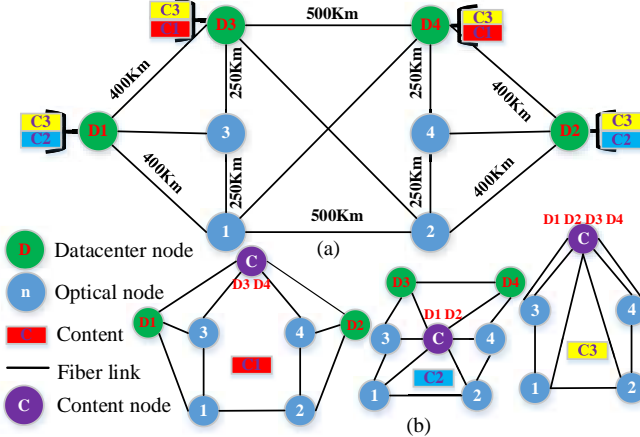 C3
C1
D3
500Km
D4
C3
C1
400Km
250Km
250Km
400Km
C3
C2
D1
3
4
D2
C3
C2
400Km
250Km
250Km
400Km
1
500Km
2
(a)
D Datacenter node
n Optical node
C Content
Fiber link
C Content node
C
D3 D4
D1
3
4
D2
C1
1
2
D3
D4
D1 D2
3
C
4
C2
1
2
(b)
D1 D2 D3 D4
C
3
4
C3
1
2